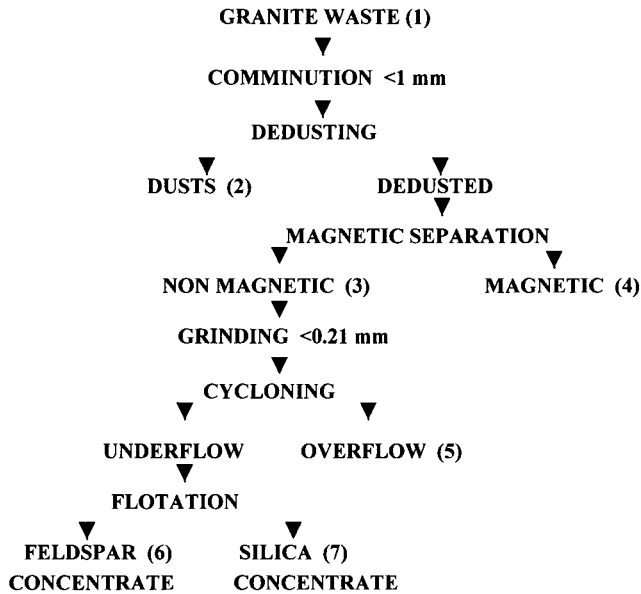 GRANITE WASTE (1)
COMMINUTION <1 mm
DEDUSTING
DUSTS (2) DEDUSTED
MAGNETIC SEPARATION
NON MAGNETIC (3) MAGNETIC (4)
GRINDING <0.21 mm
CYCLONING
UNDERFLOW OVERFLOW (5)
FLOTATION
FELDSPAR (6) SILICA (7)
CONCENTRATE CONCENTRATE